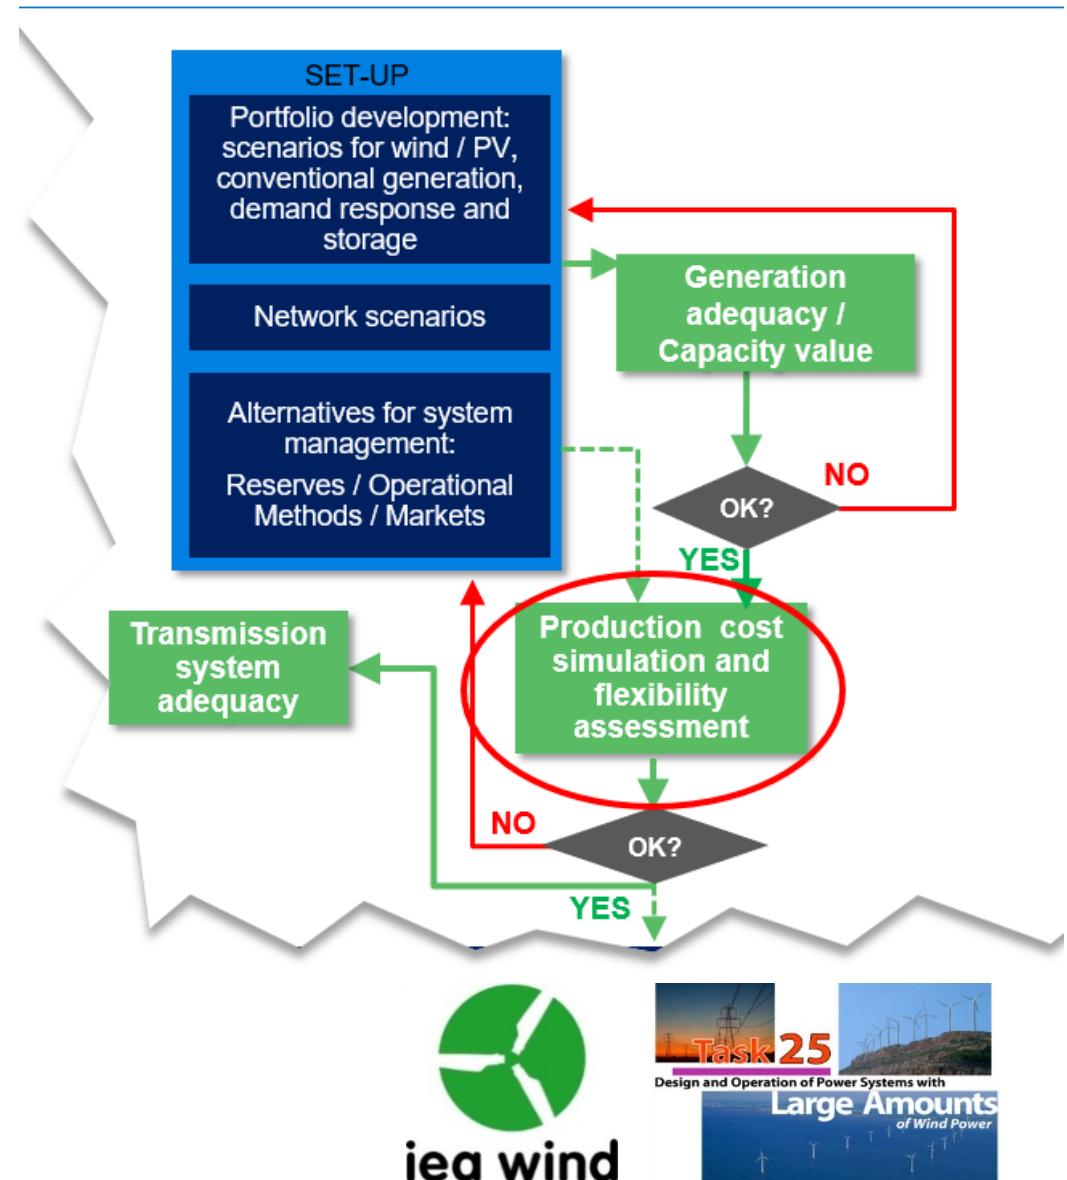 SET-UP
Portfolio development:
scenarios for wind / PV,
conventional generation,
demand response and
storage
Network scenarios
Alternatives for system
management:
Reserves / Operational
Methods / Markets
Generation
adequacy /
Capacity value
NO
OK?
YES
Production cost
simulation and
flexibility
assessment
Transmission
system
adequacy
NO
OK?
YES
iea wind
Task 25
Design and Operation of Power Systems with
Large Amounts
of Wind Power